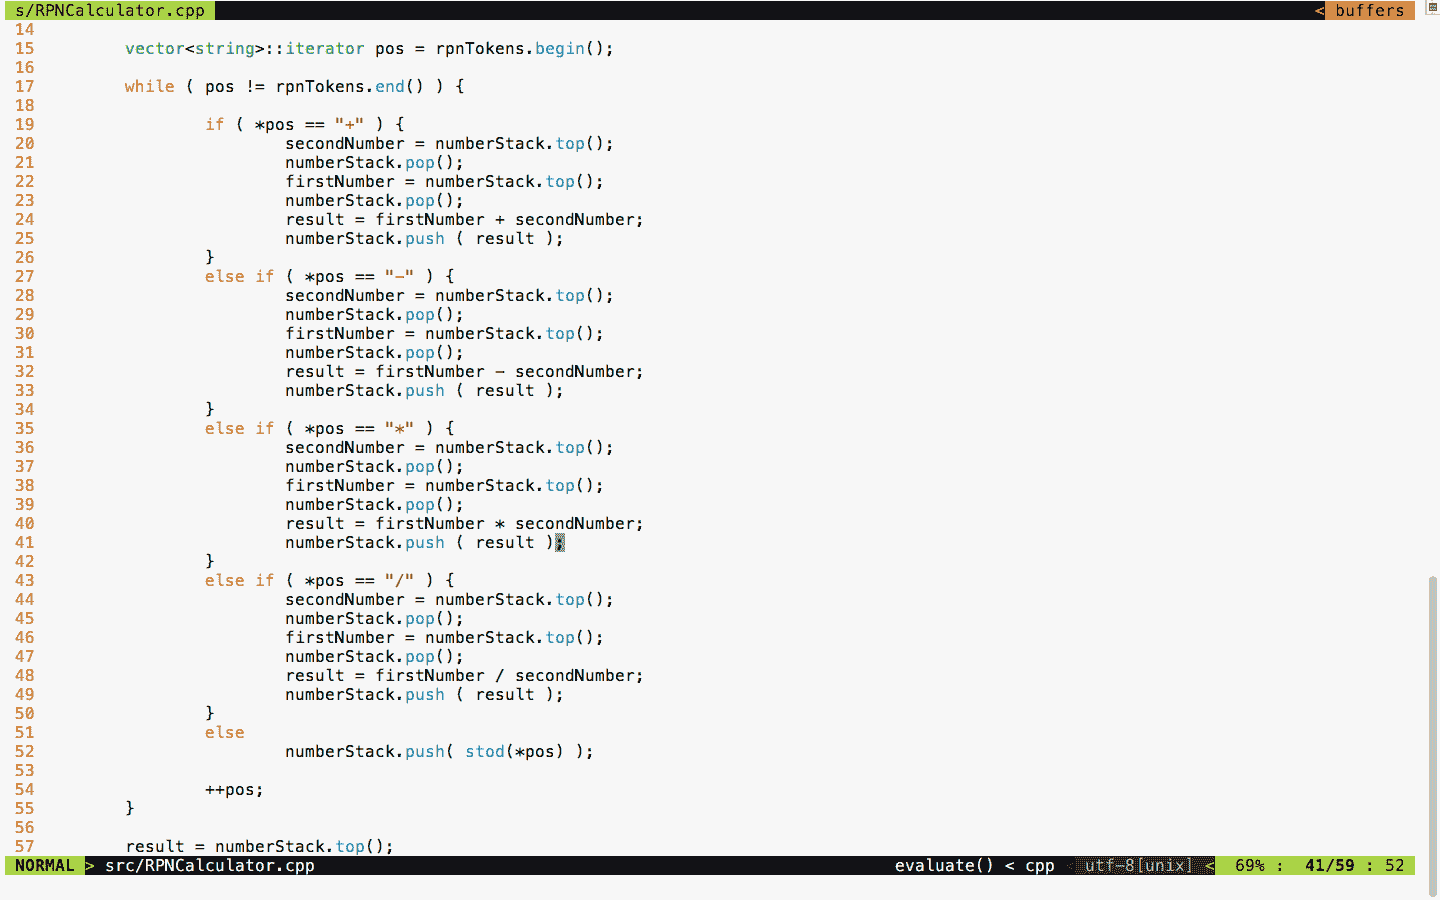 s/RPNCalculator.cpp < buffers
14
15 vector<string>::iterator pos = rpnTokens.begin();
16
17 while ( pos != rpnTokens.end() ) {
18
19 if ( *pos == "+" ) {
20 secondNumber = numberStack.top();
21 numberStack.pop();
22 firstNumber = numberStack.top();
23 numberStack.pop();
24 result = firstNumber + secondNumber;
25 numberStack.push ( result );
26 }
27 else if ( *pos == "-" ) {
28 secondNumber = numberStack.top();
29 numberStack.pop();
30 firstNumber = numberStack.top();
31 numberStack.pop();
32 result = firstNumber - secondNumber;
33 numberStack.push ( result );
34 }
35 else if ( *pos == "*" ) {
36 secondNumber = numberStack.top();
37 numberStack.pop();
38 firstNumber = numberStack.top();
39 numberStack.pop();
40 result = firstNumber * secondNumber;
41 numberStack.push ( result );
42 }
43 else if ( *pos == "/" ) {
44 secondNumber = numberStack.top();
45 numberStack.pop();
46 firstNumber = numberStack.top();
47 numberStack.pop();
48 result = firstNumber / secondNumber;
49 numberStack.push ( result );
50 }
51 else
52 numberStack.push( stod(*pos) );
53
54 ++pos;
55 }
56
57 result = numberStack.top();
NORMAL > src/RPNCalculator.cpp evaluate() < cpp < utf-8[unix] < 69% : 41/59 : 52